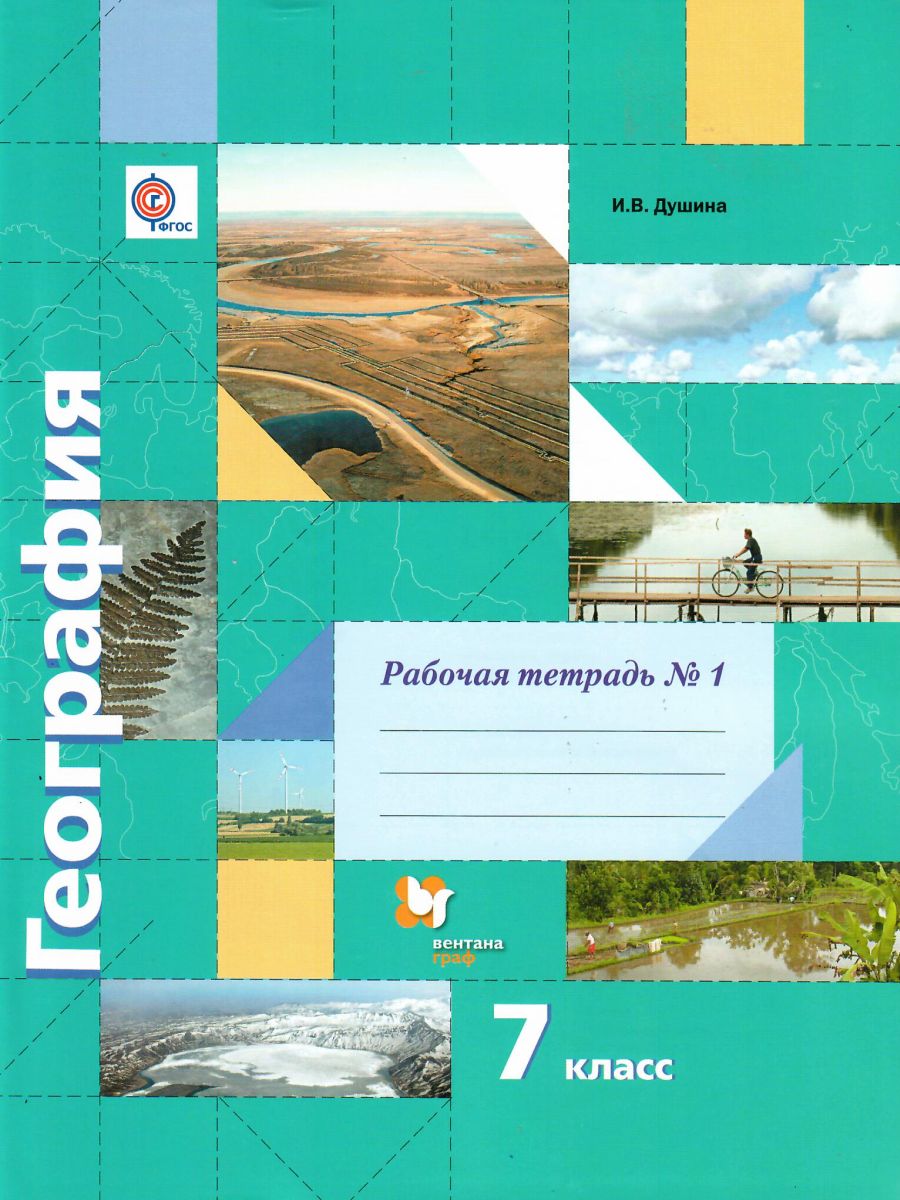 И.В. Душина
ФГОС
География
Рабочая тетрадь № 1
вентана
граф
7 класс